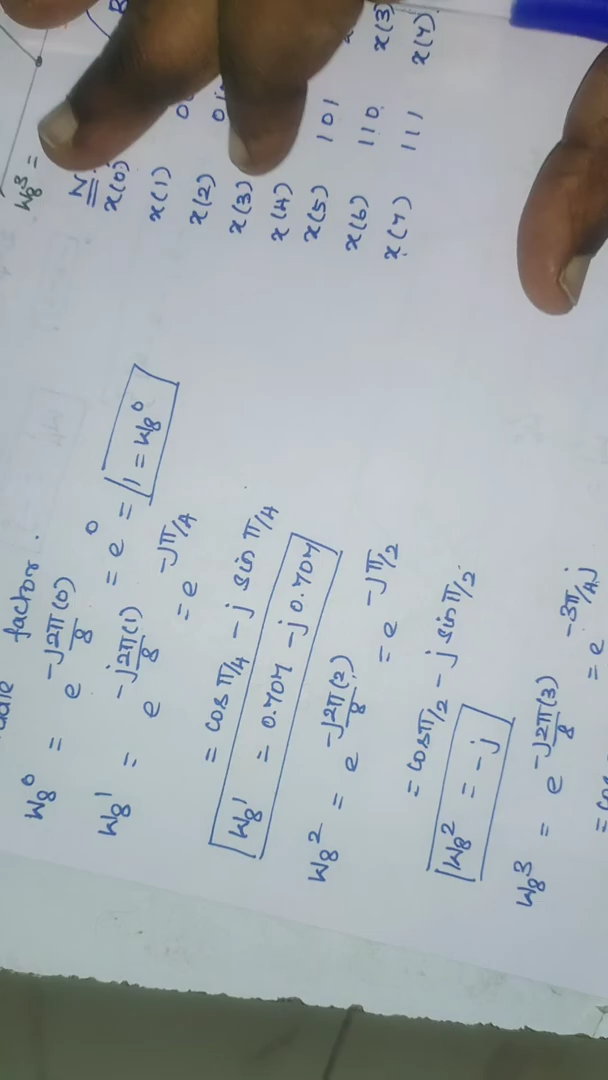 factor.
W8^0 = e^-j2π(0)/8 = e^0 = 1 = W8^0
W8^1 = e^-j2π(1)/8 = e^-jπ/4
= cos π/4 - j sin π/4
W8^1 = 0.707 - j0.707
W8^2 = e^-j2π(2)/8 = e^-jπ/2
= cos π/2 - j sin π/2
W8^2 = -j
W8^3 = e^-j2π(3)/8 = e^-3π/4j
W8^3 =
x(0)
x(1)
x(2)
x(3)
x(4)
x(5) 101
x(6) 110 x(3)
x(7) 111 x(7).